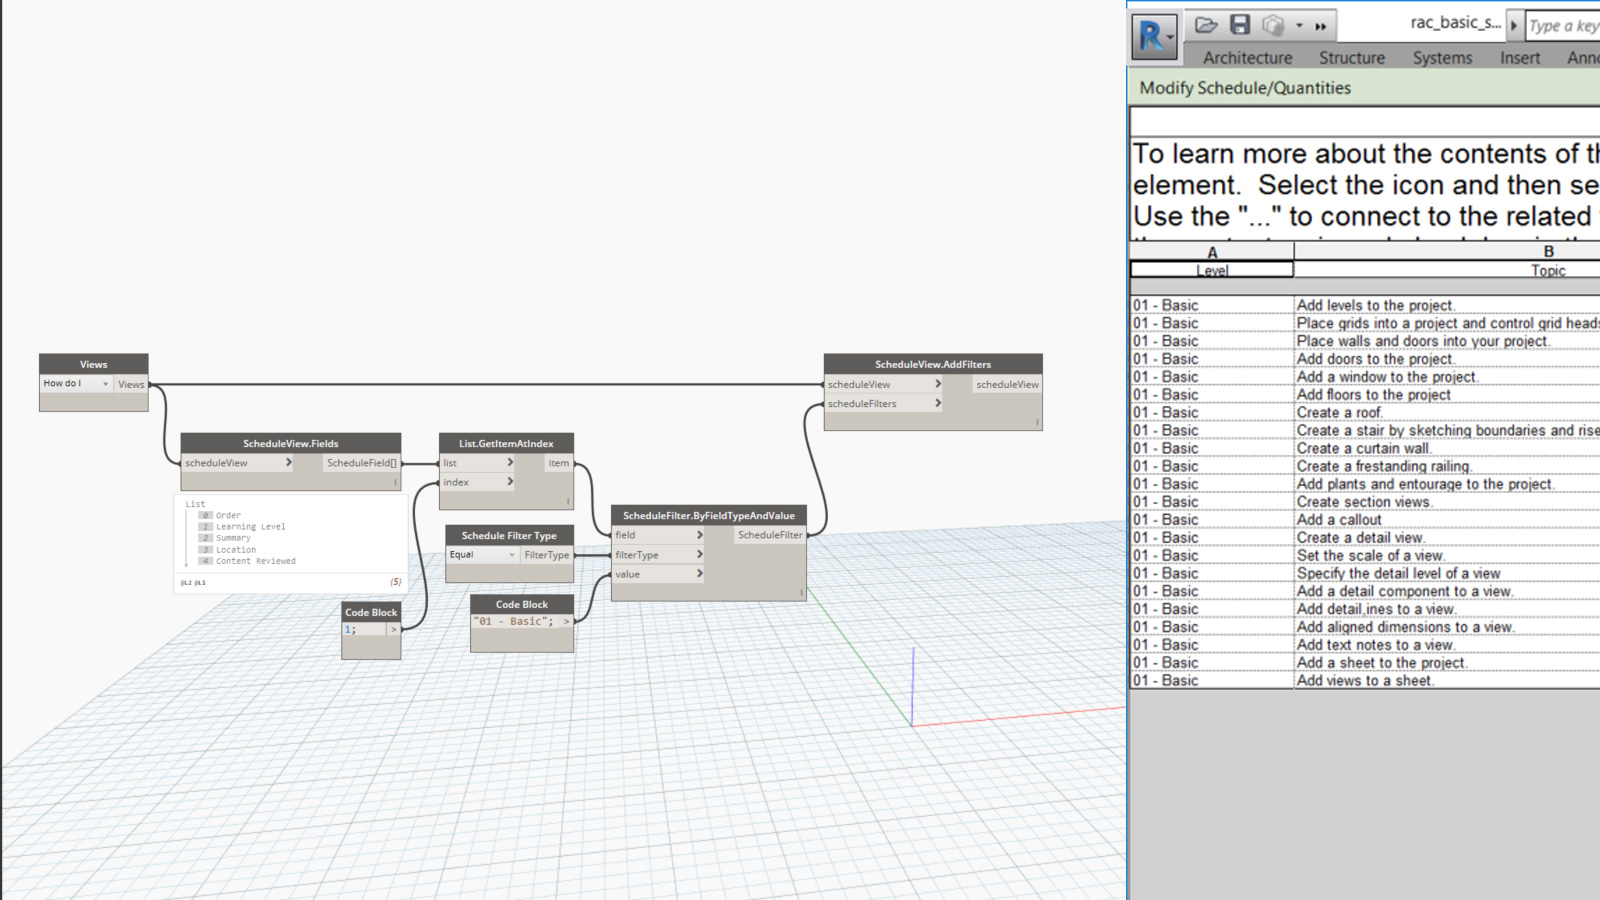 Views
How do I
Views
ScheduleView.Fields
scheduleView >
ScheduleField[]
List
0 Order
1 Learning Level
2 Summary
3 Location
4 Content Reviewed
@L2 @L1 {5}
List.GetItemAtIndex
list >
item
index >
Schedule Filter Type
Equal
FilterType
Code Block
1; >
Code Block
"01 - Basic"; >
ScheduleFilter.ByFieldTypeAndValue
field >
ScheduleFilter
filterType >
value >
ScheduleView.AddFilters
scheduleView >
scheduleView
scheduleFilters >
R
rac_basic_s...
Type a key
Architecture Structure Systems Insert Anno
Modify Schedule/Quantities
To learn more about the contents of th
element. Select the icon and then se
Use the "..." to connect to the related
A B
Level Topic
01 - Basic Add levels to the project.
01 - Basic Place grids into a project and control grid heads
01 - Basic Place walls and doors into your project.
01 - Basic Add doors to the project.
01 - Basic Add a window to the project.
01 - Basic Add floors to the project
01 - Basic Create a roof.
01 - Basic Create a stair by sketching boundaries and rise
01 - Basic Create a curtain wall.
01 - Basic Create a frestanding railing.
01 - Basic Add plants and entourage to the project.
01 - Basic Create section views.
01 - Basic Add a callout
01 - Basic Create a detail view.
01 - Basic Set the scale of a view.
01 - Basic Specify the detail level of a view
01 - Basic Add a detail component to a view.
01 - Basic Add detail,ines to a view.
01 - Basic Add aligned dimensions to a view.
01 - Basic Add text notes to a view.
01 - Basic Add a sheet to the project.
01 - Basic Add views to a sheet.